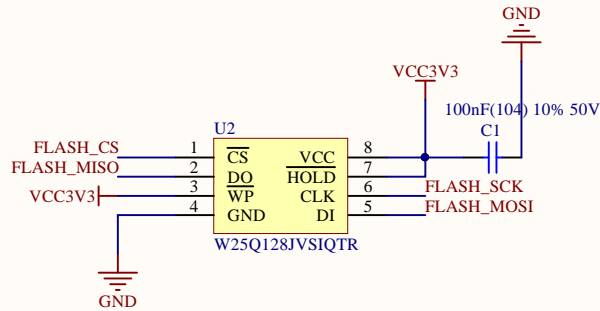 GND
VCC3V3
100nF(104) 10% 50V
C1
U2
FLASH_CS 1 CS VCC 8
FLASH_MISO 2 DO HOLD 7
VCC3V3 3 WP CLK 6 FLASH_SCK
4 GND DI 5 FLASH_MOSI
W25Q128JVSIQTR
GND